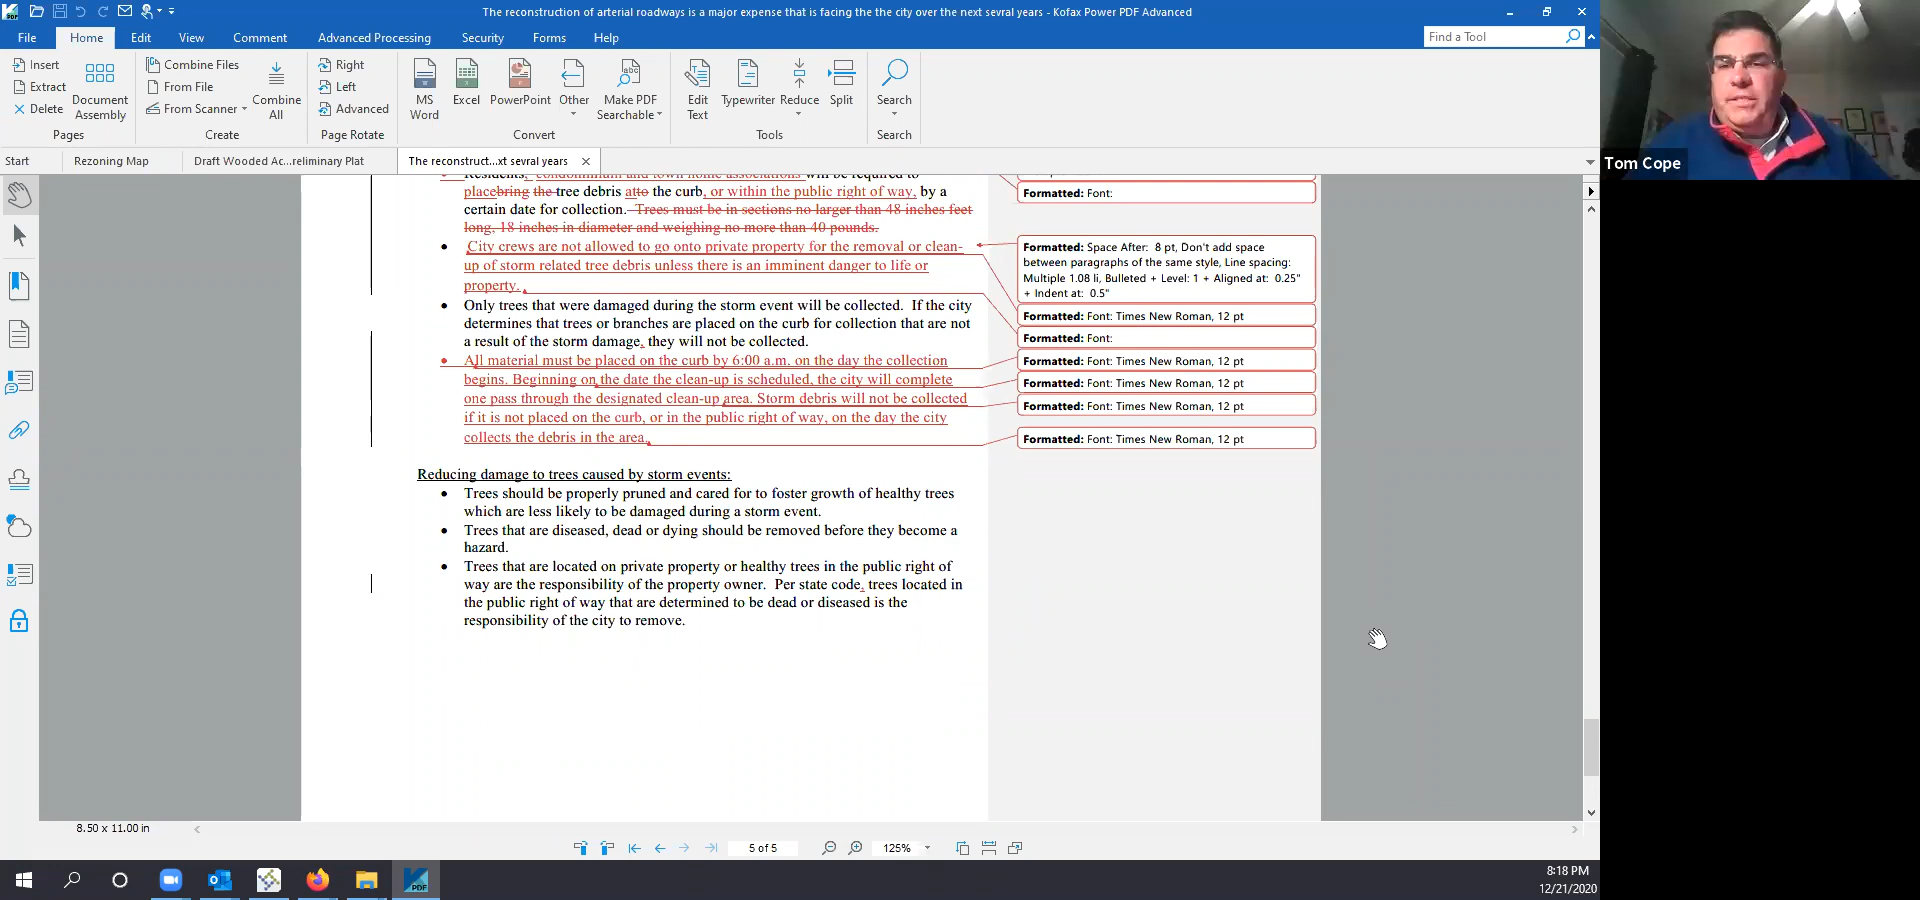 The reconstruction of arterial roadways is a major expense that is facing the the city over the next sevral years - Kofax Power PDF Advanced
File Home Edit View Comment Advanced Processing Security Forms Help
Find a Tool
Insert Extract Delete Document Assembly
Pages
Combine Files From File From Scanner Combine All
Create
Right Left Advanced
Page Rotate
MS Word Excel PowerPoint Other Make PDF Searchable
Convert
Edit Text Typewriter Reduce Split
Tools
Search
Search
Start Rezoning Map Draft Wooded Ac...reliminary Plat The reconstruct...xt sevral years
Tom Cope
Residents, condominium and town home associations will be required to
placebring the tree debris atto the curb, or within the public right of way, by a
certain date for collection. Trees must be in sections no larger than 48 inches feet
long, 18 inches in diameter and weighing no more than 40 pounds.
City crews are not allowed to go onto private property for the removal or clean-
up of storm related tree debris unless there is an imminent danger to life or
property.
Only trees that were damaged during the storm event will be collected. If the city
determines that trees or branches are placed on the curb for collection that are not
a result of the storm damage, they will not be collected.
All material must be placed on the curb by 6:00 a.m. on the day the collection
begins. Beginning on the date the clean-up is scheduled, the city will complete
one pass through the designated clean-up area. Storm debris will not be collected
if it is not placed on the curb, or in the public right of way, on the day the city
collects the debris in the area.
Reducing damage to trees caused by storm events:
Trees should be properly pruned and cared for to foster growth of healthy trees
which are less likely to be damaged during a storm event.
Trees that are diseased, dead or dying should be removed before they become a
hazard.
Trees that are located on private property or healthy trees in the public right of
way are the responsibility of the property owner. Per state code, trees located in
the public right of way that are determined to be dead or diseased is the
responsibility of the city to remove.
Formatted: Font:
Formatted: Space After: 8 pt, Don't add space
between paragraphs of the same style, Line spacing:
Multiple 1.08 li, Bulleted + Level: 1 + Aligned at: 0.25"
+ Indent at: 0.5"
Formatted: Font: Times New Roman, 12 pt
Formatted: Font:
Formatted: Font: Times New Roman, 12 pt
Formatted: Font: Times New Roman, 12 pt
Formatted: Font: Times New Roman, 12 pt
Formatted: Font: Times New Roman, 12 pt
8.50 x 11.00 in
5 of 5
125%
8:18 PM
12/21/2020